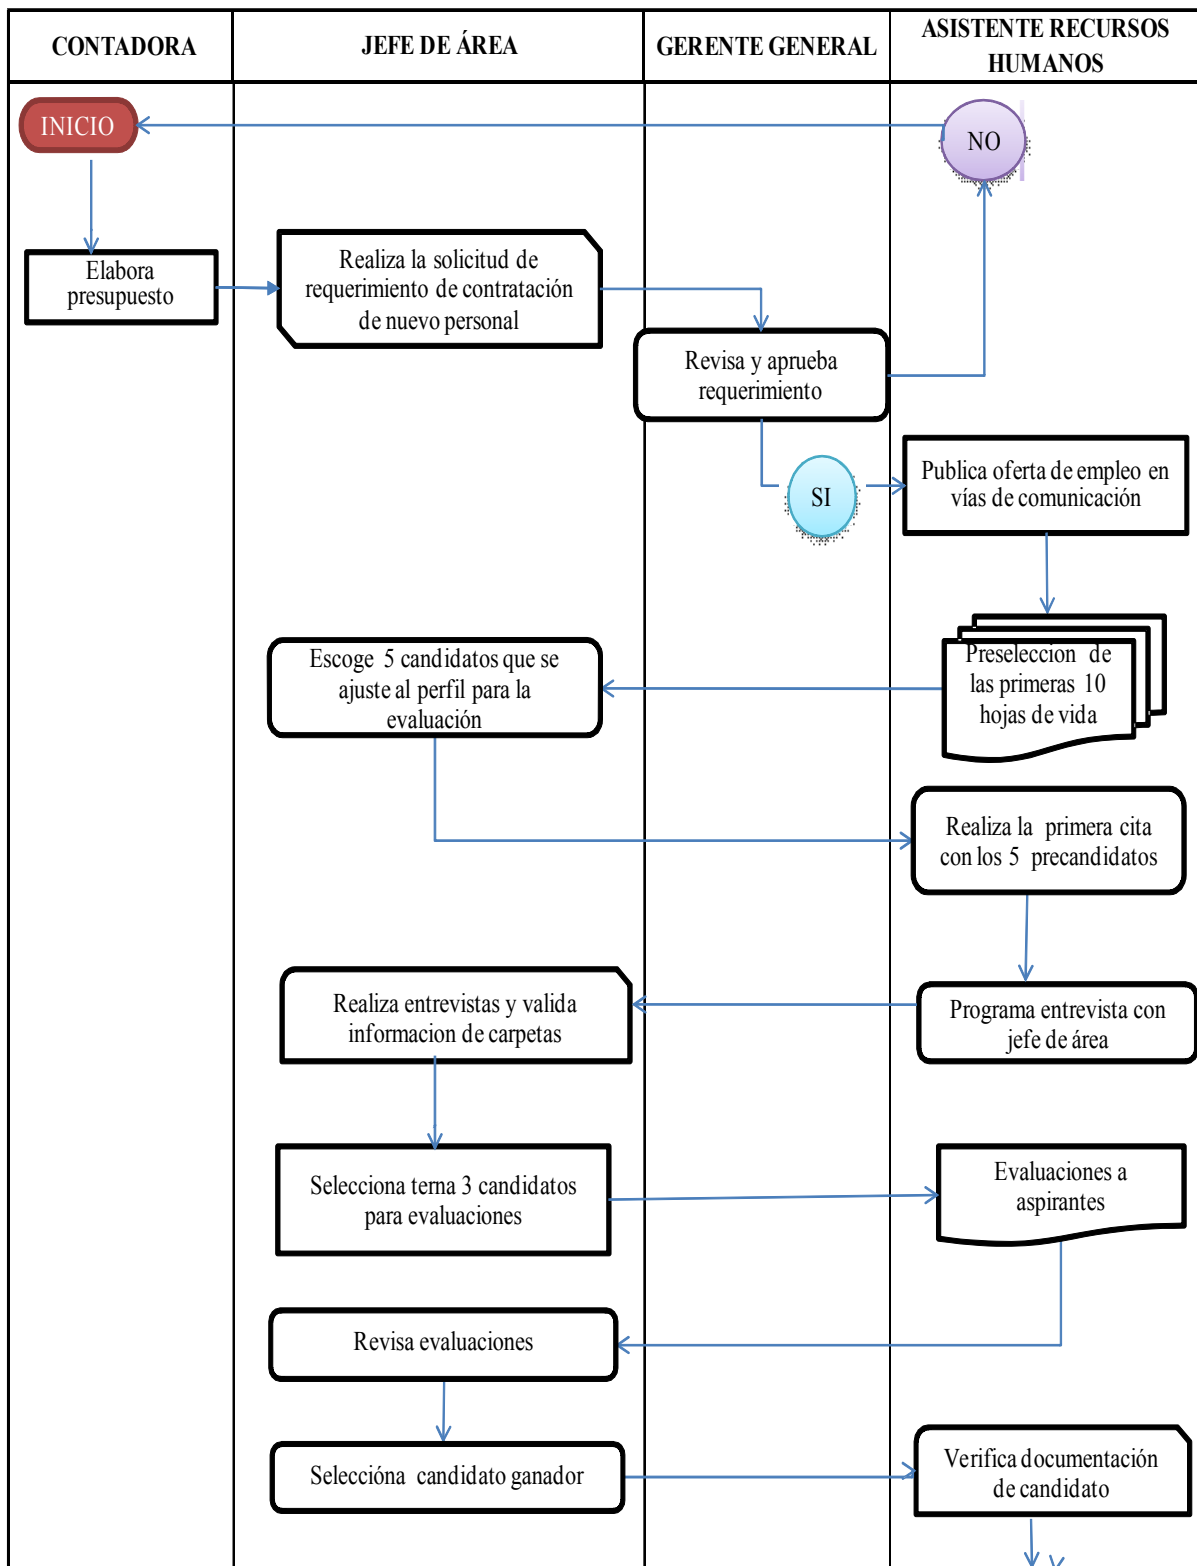 CONTADORA
JEFE DE ÁREA
GERENTE GENERAL
ASISTENTE RECURSOS
HUMANOS
INICIO
NO
Elabora
presupuesto
Realiza la solicitud de
requerimiento de contratación
de nuevo personal
Revisa y aprueba
requerimiento
SI
Publica oferta de empleo en
vías de comunicación
Preseleccion de
las primeras 10
hojas de vida
Escoge 5 candidatos que se
ajuste al perfil para la
evaluación
Realiza la primera cita
con los 5 precandidatos
Programa entrevista con
jefe de área
Realiza entrevistas y valida
informacion de carpetas
Selecciona terna 3 candidatos
para evaluaciones
Evaluaciones a
aspirantes
Revisa evaluaciones
Seleccióna candidato ganador
Verifica documentación
de candidato